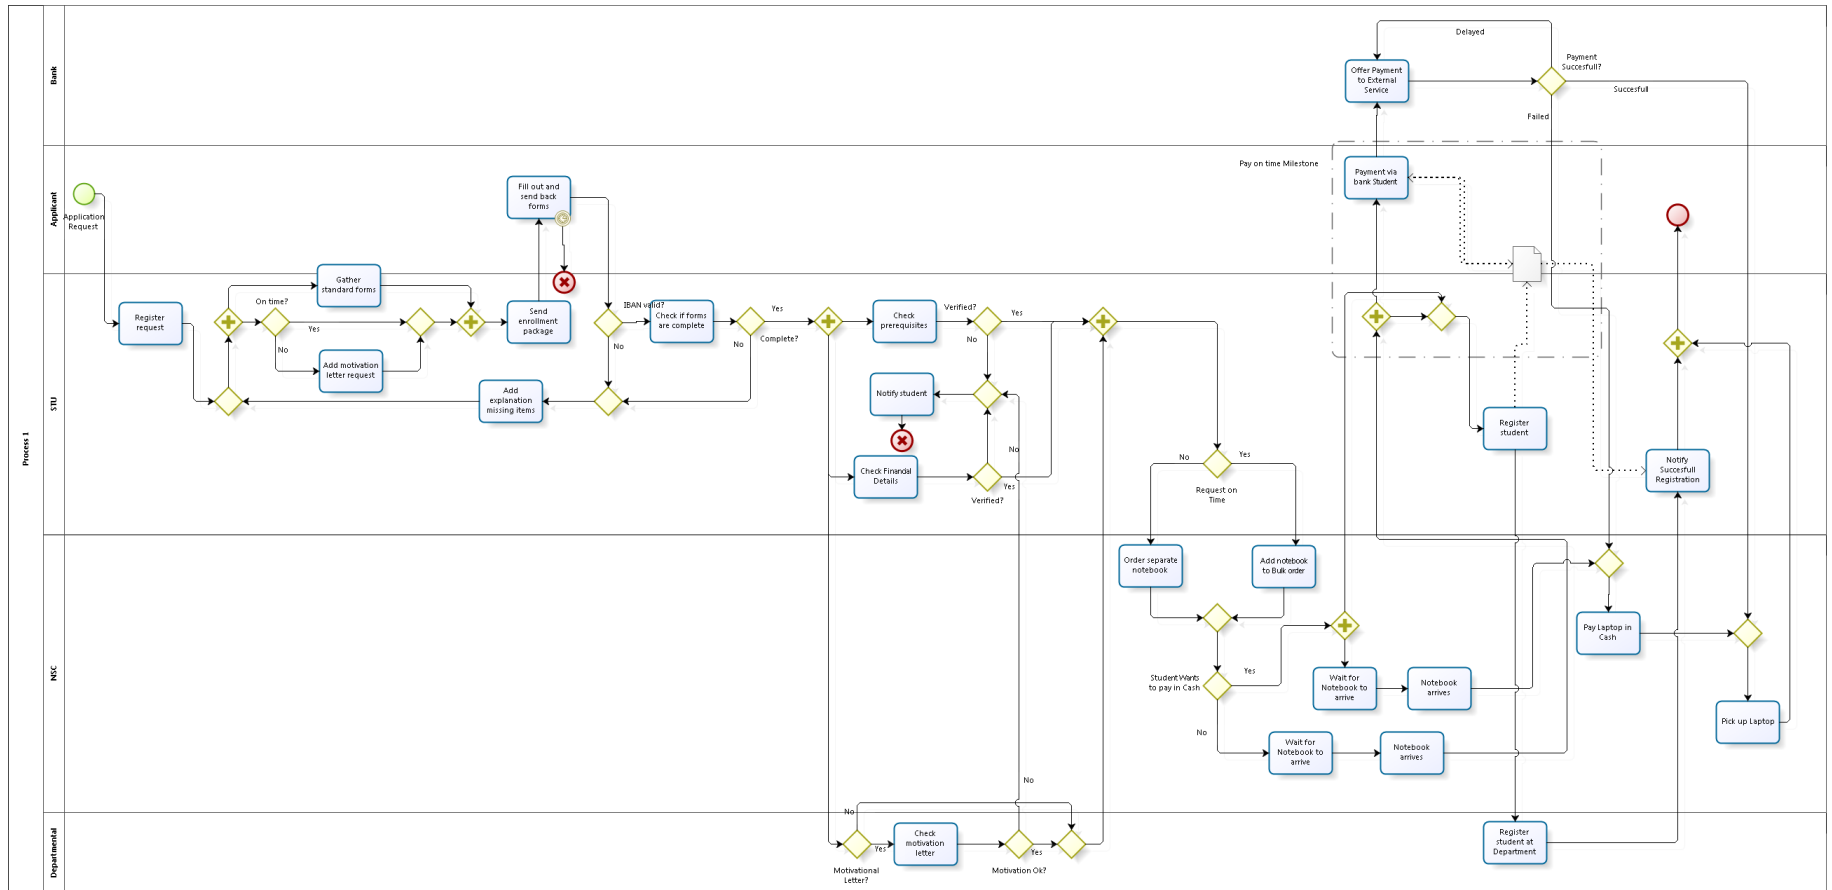 Process 1
Bank
Delayed
Payment
Succesfull?
Offer Payment
to External
Service
Succesfull
Failed
Applicant
Application
Request
Fill out and
send back
forms
Pay on time Milestone
Payment via
bank Student
STU
Register
request
On time?
Gather
standard forms
Yes
No
Add motivation
letter request
Send
enrollment
package
Add
explanation
missing items
IBAN valid?
No
Check if forms
are complete
Yes
Complete?
No
Check
prerequisites
Verified?
Yes
No
Notify student
No
Check Financial
Details
Yes
Verified?
No
Yes
Request on
Time
Register
student
Notify
Succesfull
Registration
NSC
Order separate
notebook
Add notebook
to Bulk order
Student Wants
to pay in Cash
Yes
No
Wait for
Notebook to
arrive
Notebook
arrives
Wait for
Notebook to
arrive
Notebook
arrives
Pay Laptop in
Cash
Pick up Laptop
No
Departmental
No
Yes
Motivational
Letter?
Check
motivation
letter
Yes
Motivation Ok?
Register
student at
Department